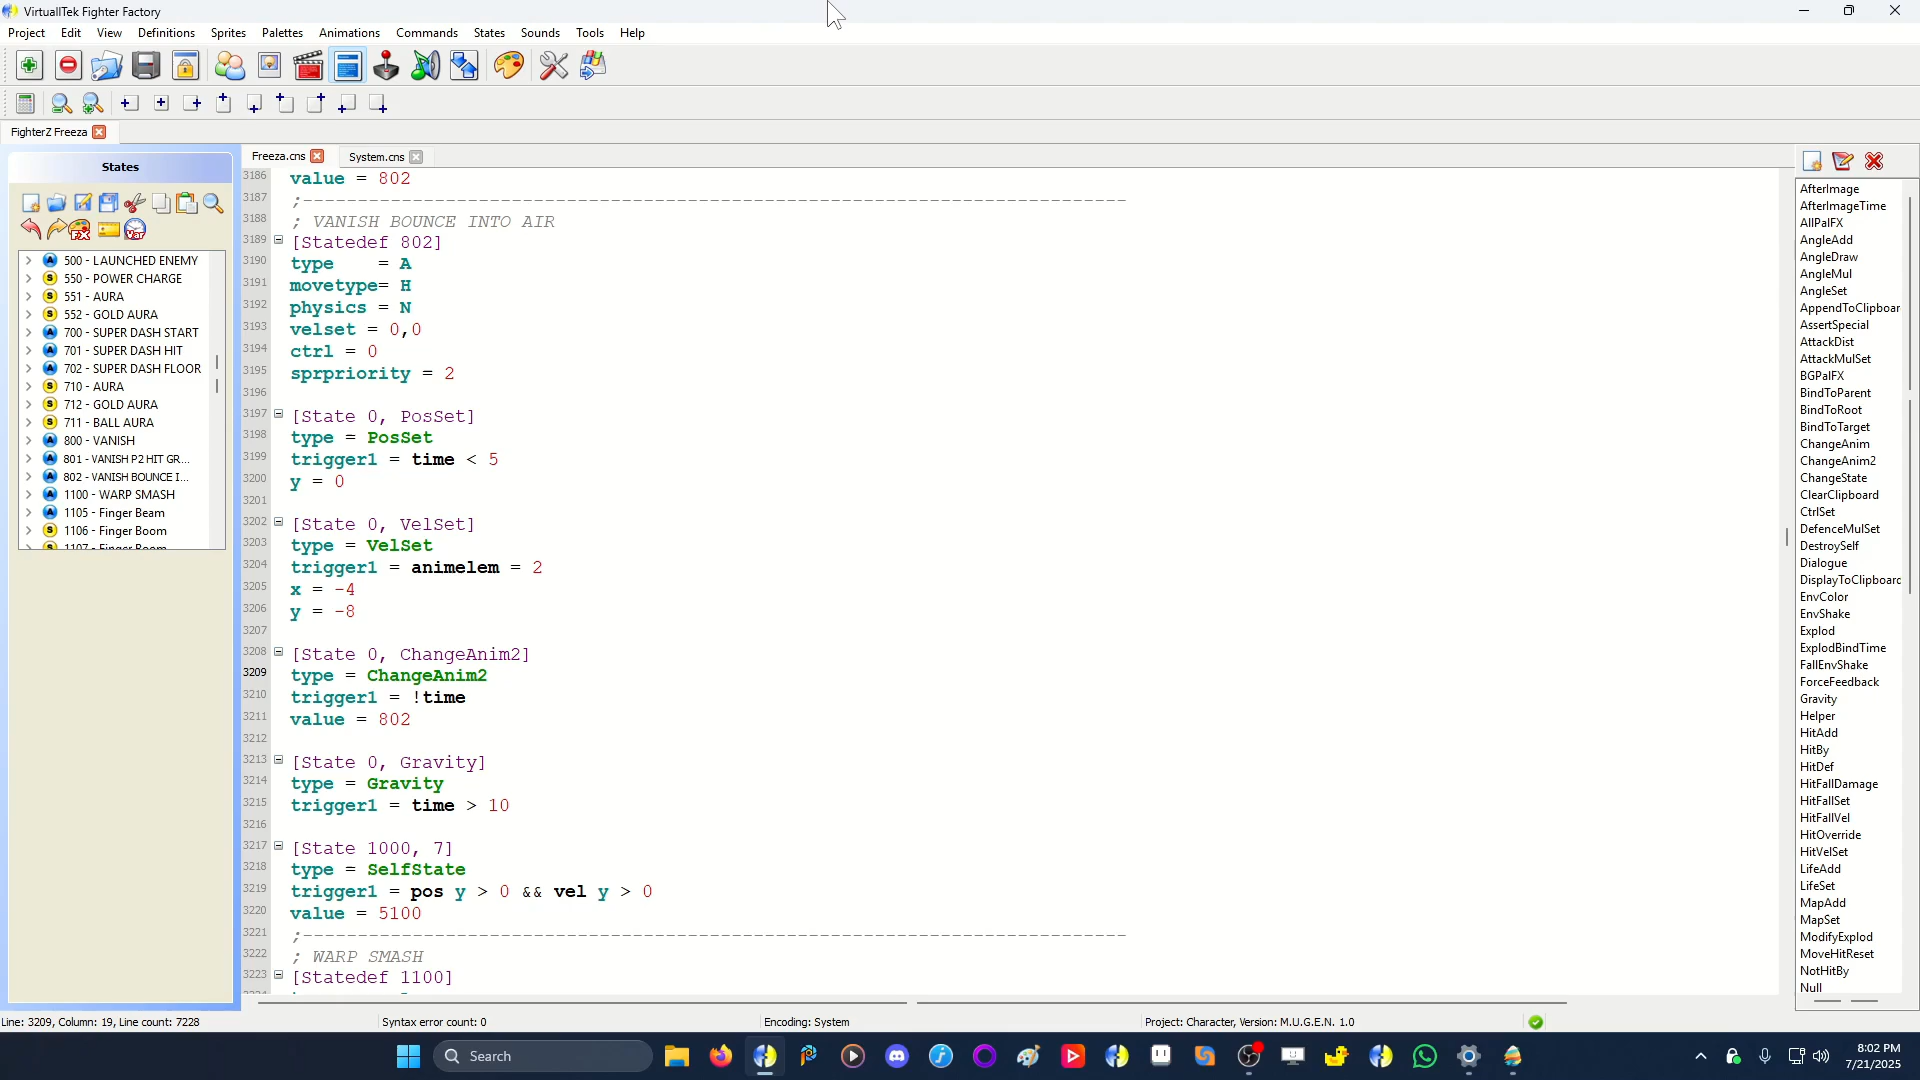 VirtuallTek Fighter Factory
Project Edit View Definitions Sprites Palettes Animations Commands States Sounds Tools Help
FighterZ Freeza
States
500 - LAUNCHED ENEMY
550 - POWER CHARGE
551 - AURA
552 - GOLD AURA
700 - SUPER DASH START
701 - SUPER DASH HIT
702 - SUPER DASH FLOOR
710 - AURA
712 - GOLD AURA
711 - BALL AURA
800 - VANISH
801 - VANISH P2 HIT GR...
802 - VANISH BOUNCE I...
1100 - WARP SMASH
1105 - Finger Beam
1106 - Finger Boom
1107 - Finger Boom
Freeza.cns System.cns
3186 value = 802
3187 ;---------------------------------------------------------------------------
3188 ; VANISH BOUNCE INTO AIR
3189 [Statedef 802]
3190 type    = A
3191 movetype= H
3192 physics = N
3193 velset = 0,0
3194 ctrl = 0
3195 sprpriority = 2
3196
3197 [State 0, PosSet]
3198 type = PosSet
3199 trigger1 = time < 5
3200 y = 0
3201
3202 [State 0, VelSet]
3203 type = VelSet
3204 trigger1 = animelem = 2
3205 x = -4
3206 y = -8
3207
3208 [State 0, ChangeAnim2]
3209 type = ChangeAnim2
3210 trigger1 = !time
3211 value = 802
3212
3213 [State 0, Gravity]
3214 type = Gravity
3215 trigger1 = time > 10
3216
3217 [State 1000, 7]
3218 type = SelfState
3219 trigger1 = pos y > 0 && vel y > 0
3220 value = 5100
3221 ;---------------------------------------------------------------------------
3222 ; WARP SMASH
3223 [Statedef 1100]
AfterImage
AfterImageTime
AllPalFX
AngleAdd
AngleDraw
AngleMul
AngleSet
AppendToClipboar
AssertSpecial
AttackDist
AttackMulSet
BGPalFX
BindToParent
BindToRoot
BindToTarget
ChangeAnim
ChangeAnim2
ChangeState
ClearClipboard
CtrlSet
DefenceMulSet
DestroySelf
Dialogue
DisplayToClipboard
EnvColor
EnvShake
Explod
ExplodBindTime
FallEnvShake
ForceFeedback
Gravity
Helper
HitAdd
HitBy
HitDef
HitFallDamage
HitFallSet
HitFallVel
HitOverride
HitVelSet
LifeAdd
LifeSet
MapAdd
MapSet
ModifyExplod
MoveHitReset
NotHitBy
Null
Line: 3209, Column: 19, Line count: 7228 Syntax error count: 0 Encoding: System Project: Character, Version: M.U.G.E.N. 1.0
Search
8:02 PM
7/21/2025